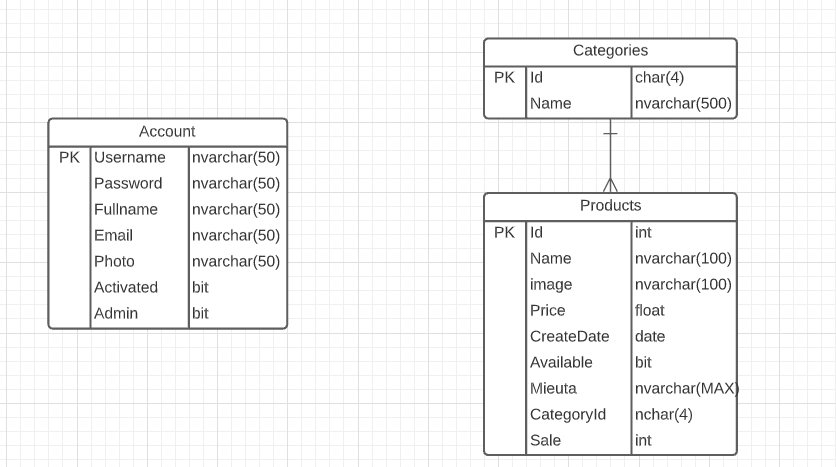 Account
PK Username nvarchar(50)
Password nvarchar(50)
Fullname nvarchar(50)
Email nvarchar(50)
Photo nvarchar(50)
Activated bit
Admin bit
Categories
PK Id char(4)
Name nvarchar(500)
Products
PK Id int
Name nvarchar(100)
image nvarchar(100)
Price float
CreateDate date
Available bit
Mieuta nvarchar(MAX)
CategoryId nchar(4)
Sale int